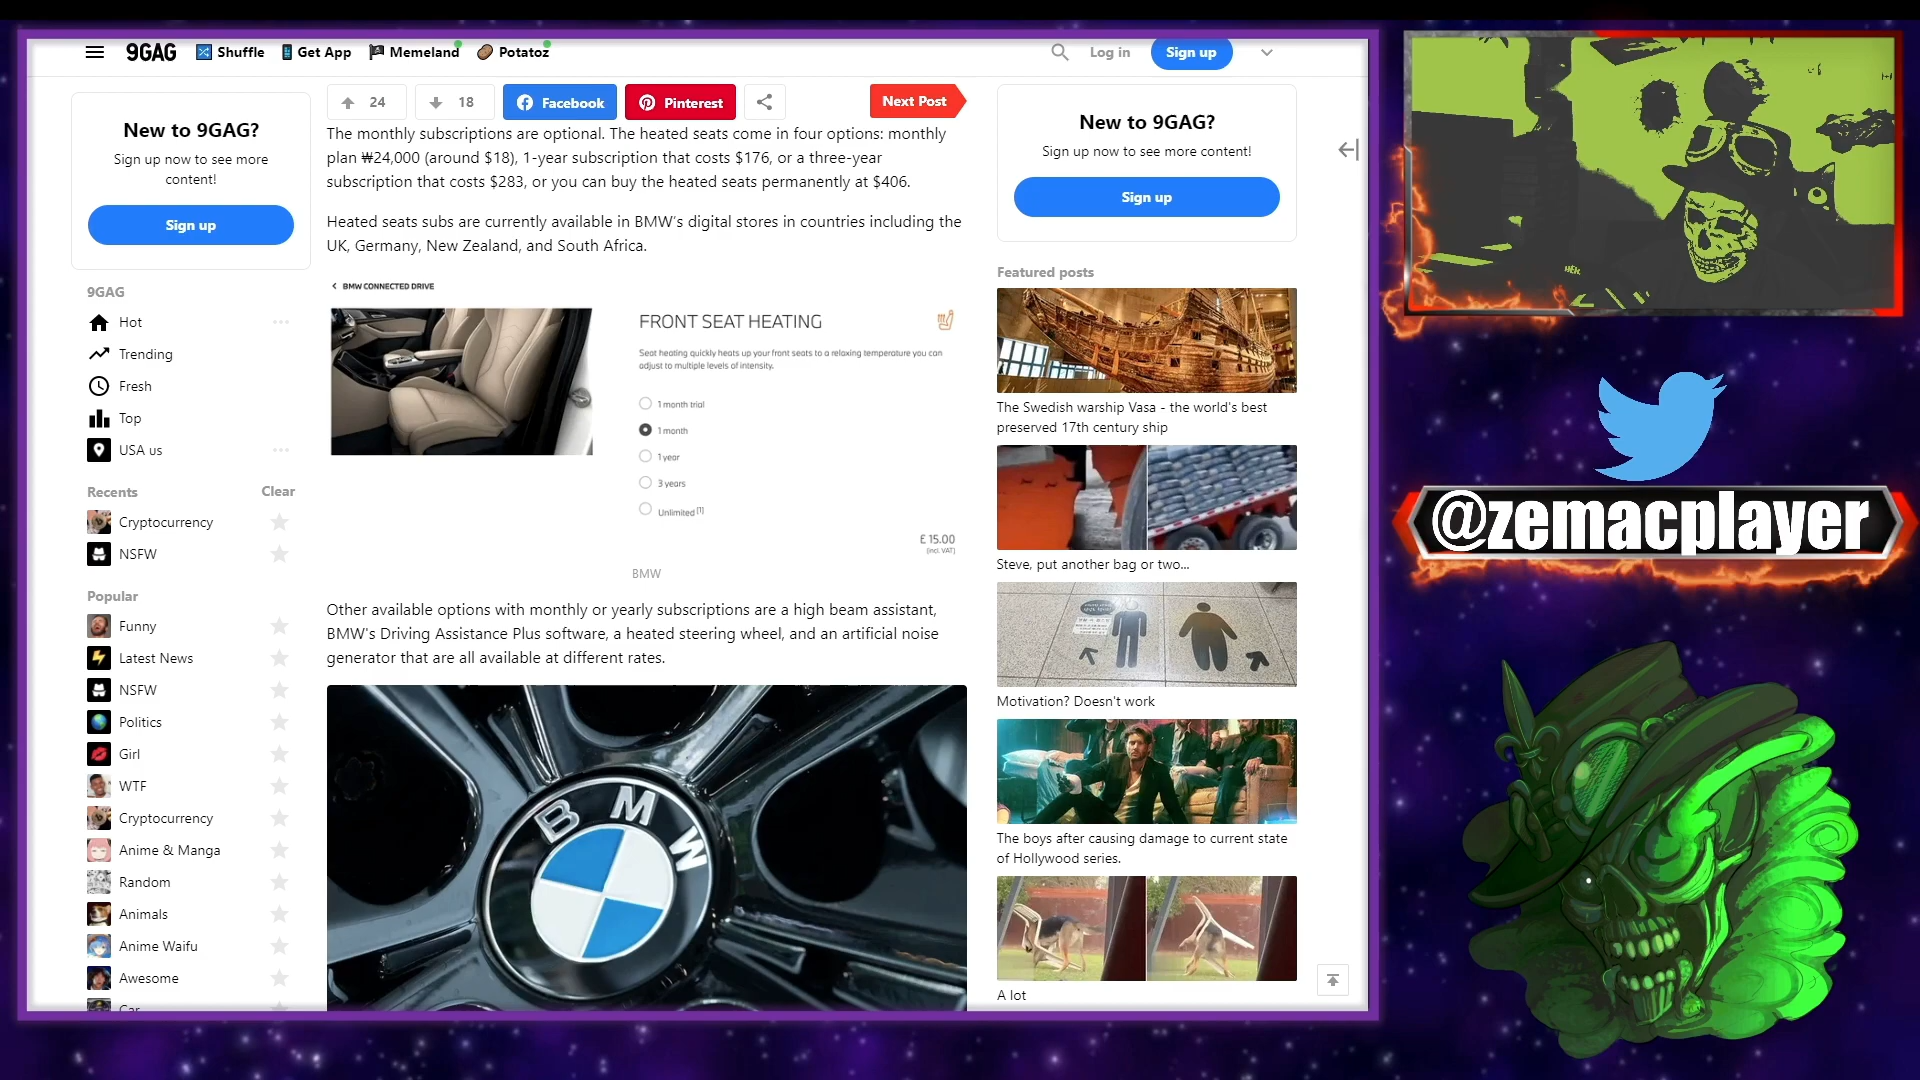 9GAG
Shuffle
Get App
Memeland
Potatoz
Log in
Sign up
New to 9GAG?
Sign up now to see more
content!
Sign up
9GAG
Hot
Trending
Fresh
Top
USA us
Recents
Clear
Cryptocurrency
NSFW
Popular
Funny
Latest News
NSFW
Politics
Girl
WTF
Cryptocurrency
Anime & Manga
Random
Animals
Anime Waifu
Awesome
Car
24
18
Facebook
Pinterest
Next Post
The monthly subscriptions are optional. The heated seats come in four options: monthly
plan ₩24,000 (around $18), 1-year subscription that costs $176, or a three-year
subscription that costs $283, or you can buy the heated seats permanently at $406.
Heated seats subs are currently available in BMW's digital stores in countries including the
UK, Germany, New Zealand, and South Africa.
BMW CONNECTED DRIVE
FRONT SEAT HEATING
Seat heating quickly heats up your front seats to a relaxing temperature you can
adjust to multiple levels of intensity.
1 month trial
1 month
1 year
3 years
Unlimited [1]
£ 15.00
(incl. VAT)
BMW
Other available options with monthly or yearly subscriptions are a high beam assistant,
BMW's Driving Assistance Plus software, a heated steering wheel, and an artificial noise
generator that are all available at different rates.
BMW
New to 9GAG?
Sign up now to see more content!
Sign up
Featured posts
The Swedish warship Vasa - the world's best
preserved 17th century ship
Steve, put another bag or two...
Motivation? Doesn't work
The boys after causing damage to current state
of Hollywood series.
A lot
@zemacplayer